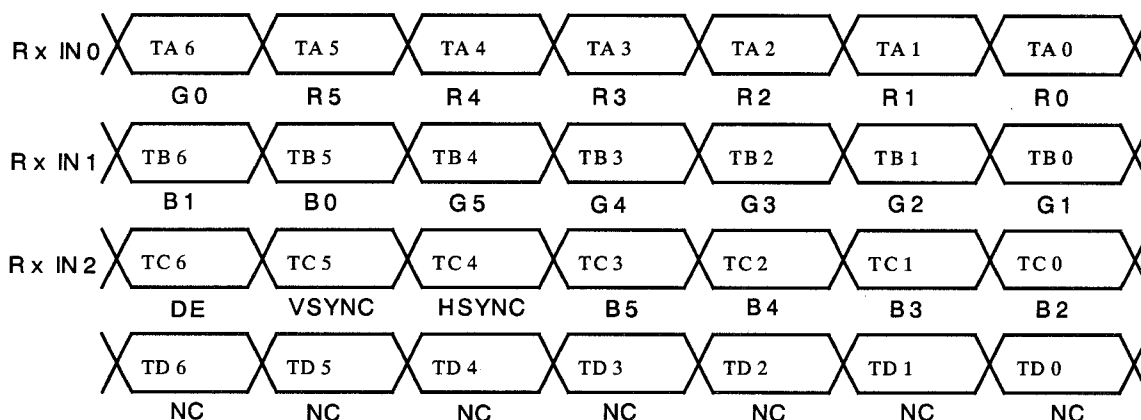 Rx IN0 TA6 TA5 TA4 TA3 TA2 TA1 TA0
G0 R5 R4 R3 R2 R1 R0
Rx IN1 TB6 TB5 TB4 TB3 TB2 TB1 TB0
B1 B0 G5 G4 G3 G2 G1
Rx IN2 TC6 TC5 TC4 TC3 TC2 TC1 TC0
DE VSYNC HSYNC B5 B4 B3 B2
TD6 TD5 TD4 TD3 TD2 TD1 TD0
NC NC NC NC NC NC NC